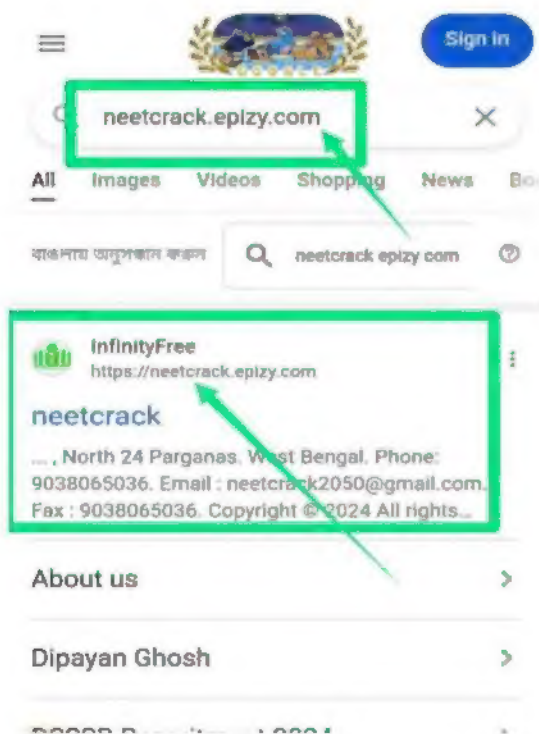 Sign in
neetcrack.epizy.com
All Images Videos Shopping News Bo
বাংলায় অনুসন্ধান করুন neetcrack epizy com
InfinityFree
https://neetcrack.epizy.com
neetcrack
... , North 24 Parganas. West Bengal. Phone:
9038065036. Email : neetcrack2050@gmail.com.
Fax : 9038065036. Copyright © 2024 All rights...
About us
Dipayan Ghosh